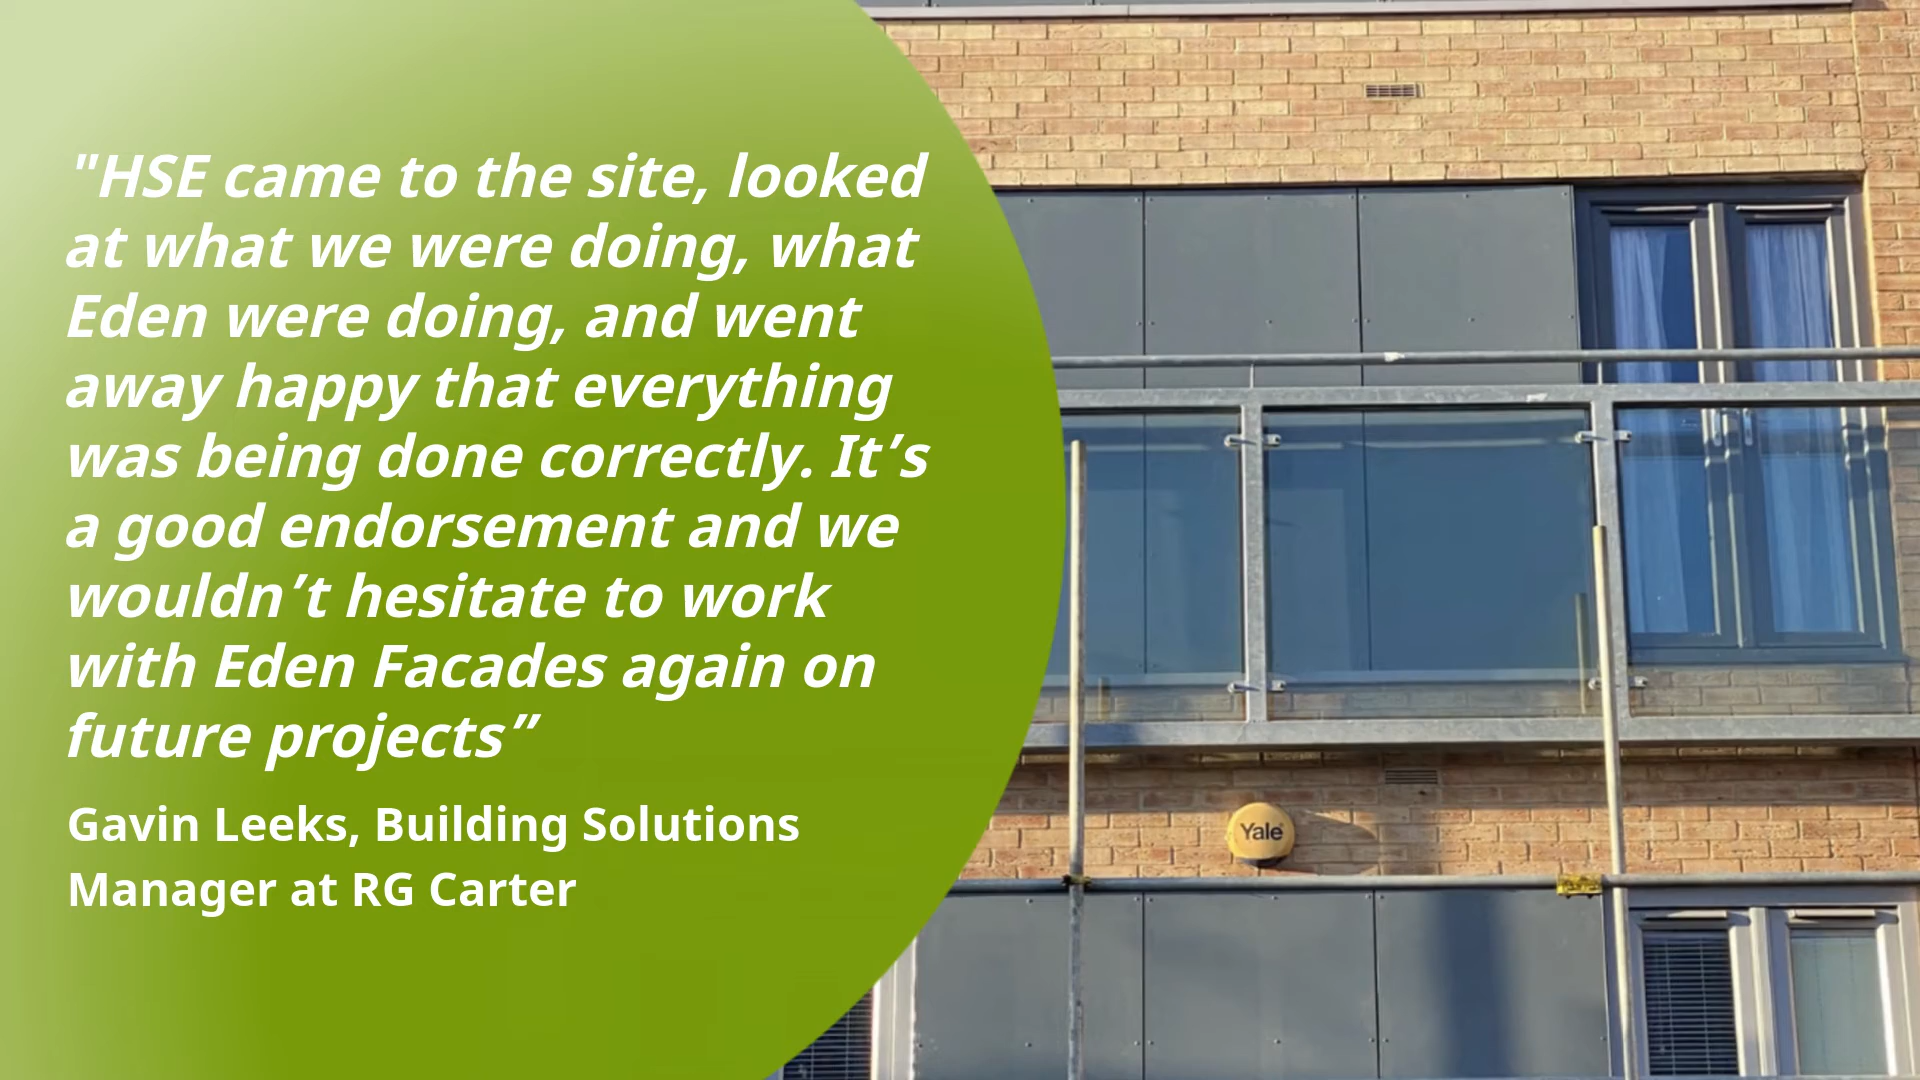 "HSE came to the site, looked
at what we were doing, what
Eden were doing, and went
away happy that everything
was being done correctly. It’s
a good endorsement and we
wouldn’t hesitate to work
with Eden Facades again on
future projects”
Gavin Leeks, Building Solutions
Manager at RG Carter
Yale